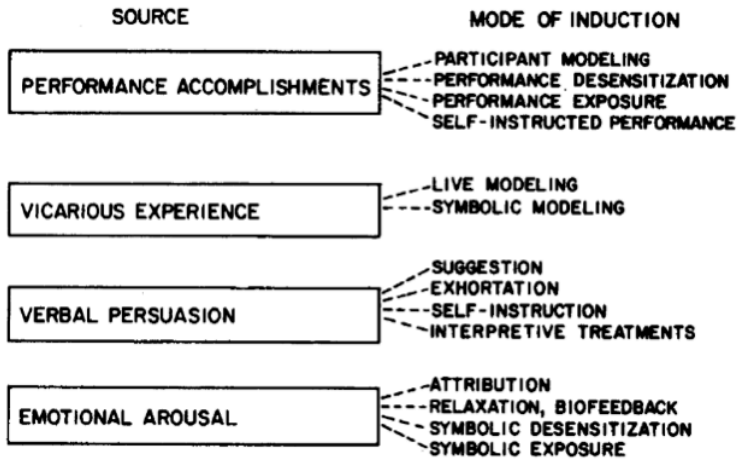 SOURCE
MODE OF INDUCTION
PERFORMANCE ACCOMPLISHMENTS
PARTICIPANT MODELING
PERFORMANCE DESENSITIZATION
PERFORMANCE EXPOSURE
SELF-INSTRUCTED PERFORMANCE
VICARIOUS EXPERIENCE
LIVE MODELING
SYMBOLIC MODELING
VERBAL PERSUASION
SUGGESTION
EXHORTATION
SELF-INSTRUCTION
INTERPRETIVE TREATMENTS
EMOTIONAL AROUSAL
ATTRIBUTION
RELAXATION, BIOFEEDBACK
SYMBOLIC DESENSITIZATION
SYMBOLIC EXPOSURE